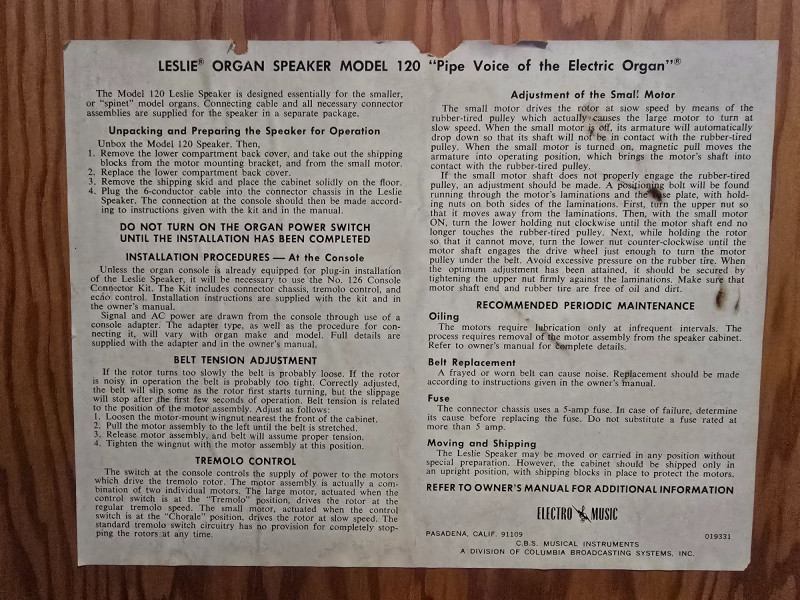 LESLIE® ORGAN SPEAKER MODEL 120 "Pipe Voice of the Electric Organ"®
The Model 120 Leslie Speaker is designed essentially for the smaller,
or "spinet" model organs. Connecting cable and all necessary connector
assemblies are supplied for the speaker in a separate package.
Unpacking and Preparing the Speaker for Operation
Unbox the Model 120 Speaker. Then,
1. Remove the lower compartment back cover, and take out the shipping
blocks from the motor mounting bracket, and from the small motor.
2. Replace the lower compartment back cover.
3. Remove the shipping skid and place the cabinet solidly on the floor.
4. Plug the 6-conductor cable into the connector chassis in the Leslie
Speaker. The connection at the console should then be made accord-
ing to instructions given with the kit and in the manual.
DO NOT TURN ON THE ORGAN POWER SWITCH
UNTIL THE INSTALLATION HAS BEEN COMPLETED
INSTALLATION PROCEDURES — At the Console
Unless the organ console is already equipped for plug-in installation
of the Leslie Speaker, it will be necessary to use the No. 126 Console
Connector Kit. The Kit includes connector chassis, tremolo control, and
echo control. Installation instructions are supplied with the kit and in
the owner's manual.
Signal and AC power are drawn from the console through use of a
console adapter. The adapter type, as well as the procedure for con-
necting it, will vary with organ make and model. Full details are
supplied with the adapter and in the owner's manual.
BELT TENSION ADJUSTMENT
If the rotor turns too slowly the belt is probably loose. If the rotor
is noisy in operation the belt is probably too tight. Correctly adjusted,
the belt will slip some as the rotor first starts turning, but the slippage
will stop after the first few seconds of operation. Belt tension is related
to the position of the motor assembly. Adjust as follows:
1. Loosen the motor-mount wingnut nearest the front of the cabinet.
2. Pull the motor assembly to the left until the belt is stretched.
3. Release motor assembly, and belt will assume proper tension.
4. Tighten the wingnut with the motor assembly at this position.
TREMOLO CONTROL
The switch at the console controls the supply of power to the motors
which drive the tremolo rotor. The motor assembly is actually a com-
bination of two individual motors. The large motor, actuated when the
control switch is at the "Tremolo" position, drives the rotor at the
regular tremolo speed. The small motor, actuated when the control
switch is at the "Chorale" position, drives the rotor at slow speed. The
standard tremolo switch circuitry has no provision for completely stop-
ping the rotors at any time.
Adjustment of the Small Motor
The small motor drives the rotor at slow speed by means of the
rubber-tired pulley which actually causes the large motor to turn at
slow speed. When the small motor is off, its armature will automatically
drop down so that its shaft will not be in contact with the rubber-tired
pulley. When the small motor is turned on, magnetic pull moves the
armature into operating position, which brings the motor's shaft into
contact with the rubber-tired pulley.
If the small motor shaft does not properly engage the rubber-tired
pulley, an adjustment should be made. A positioning bolt will be found
running through the motor's laminations and the base plate, with hold-
ing nuts on both sides of the laminations. First, turn the upper nut so
that it moves away from the laminations. Then, with the small motor
ON, turn the lower holding nut clockwise until the motor shaft end no
longer touches the rubber-tired pulley. Next, while holding the rotor
so that it cannot move, turn the lower nut counter-clockwise until the
motor shaft engages the drive wheel just enough to turn the motor
pulley under the belt. Avoid excessive pressure on the rubber tire. When
the optimum adjustment has been attained, it should be secured by
tightening the upper nut firmly against the laminations. Make sure that
motor shaft end and rubber tire are free of oil and dirt.
RECOMMENDED PERIODIC MAINTENANCE
Oiling
The motors require lubrication only at infrequent intervals. The
process requires removal of the motor assembly from the speaker cabinet.
Refer to owner's manual for complete details.
Belt Replacement
A frayed or worn belt can cause noise. Replacement should be made
according to instructions given in the owner's manual.
Fuse
The connector chassis uses a 5-amp fuse. In case of failure, determine
its cause before replacing the fuse. Do not substitute a fuse rated at
more than 5 amp.
Moving and Shipping
The Leslie Speaker may be moved or carried in any position without
special preparation. However, the cabinet should be shipped only in
an upright position, with shipping blocks in place to protect the motors.
REFER TO OWNER'S MANUAL FOR ADDITIONAL INFORMATION
ELECTRO MUSIC
PASADENA, CALIF. 91109
019331
C.B.S. MUSICAL INSTRUMENTS
A DIVISION OF COLUMBIA BROADCASTING SYSTEMS, INC.